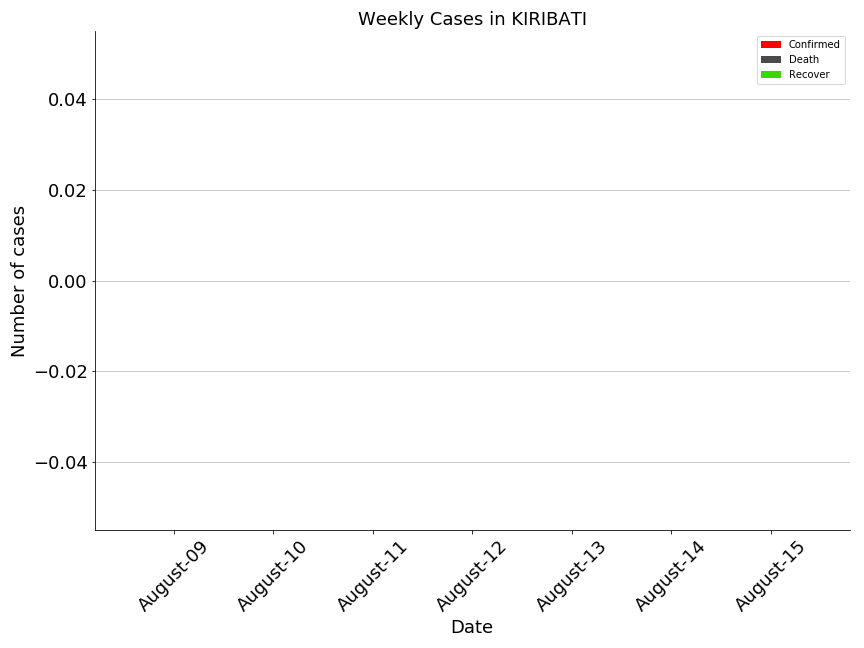 Weekly Cases in KIRIBATI
Confirmed
Death
Recover
Number of cases
0.04
0.02
0.00
−0.02
−0.04
August-09
August-10
August-11
August-12
August-13
August-14
August-15
Date